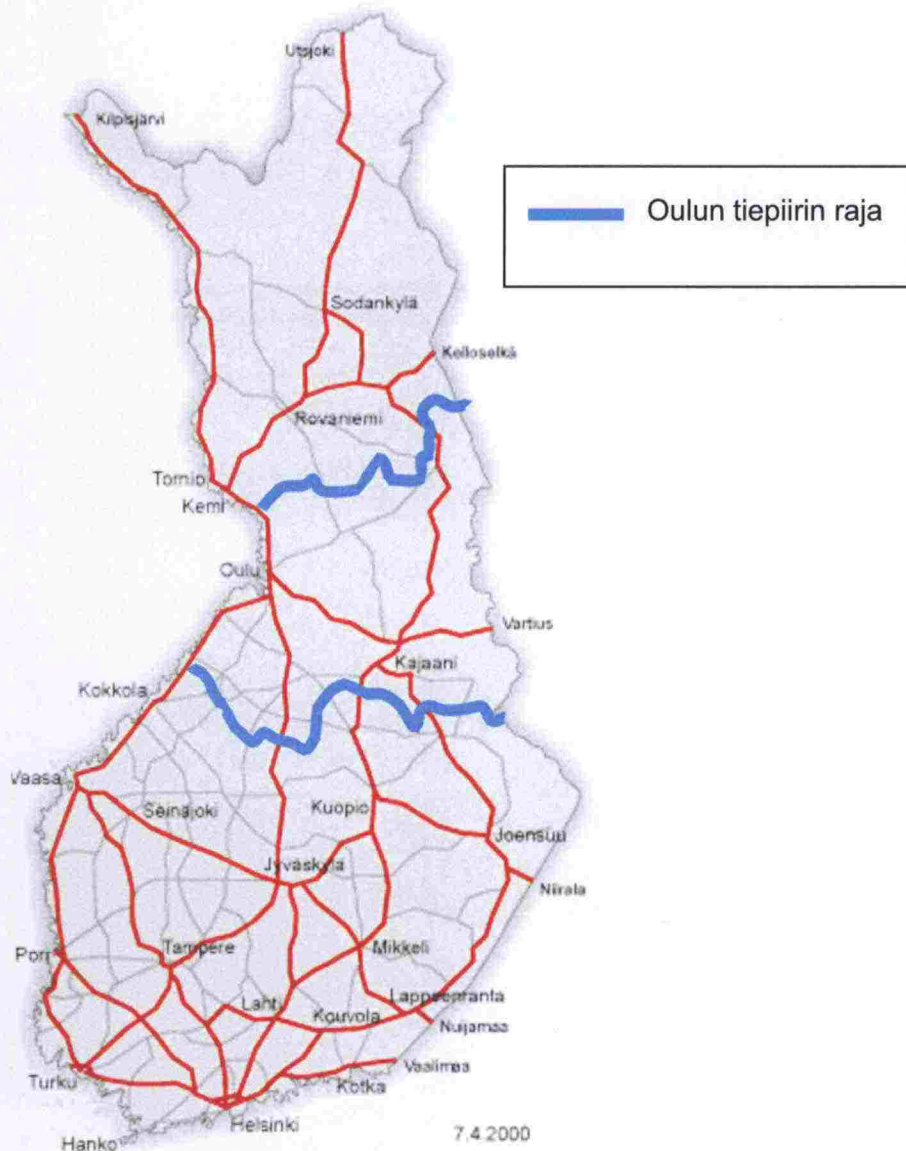 Utsjoki
Kilpisjärvi
Oulun tiepiirin raja
Sodankylä
Kelloselkä
Rovaniemi
Tornio
Kemi
Oulu
Vartius
Kajaani
Kokkola
Vaasa
Seinäjoki
Kuopio
Joensuu
Jyväskylä
Niirala
Pori
Tampere
Mikkeli
Lahti
Lappeenranta
Kouvola
Nuijamaa
Vaalimaa
Turku
Kotka
Helsinki
Hanko
7.4.2000